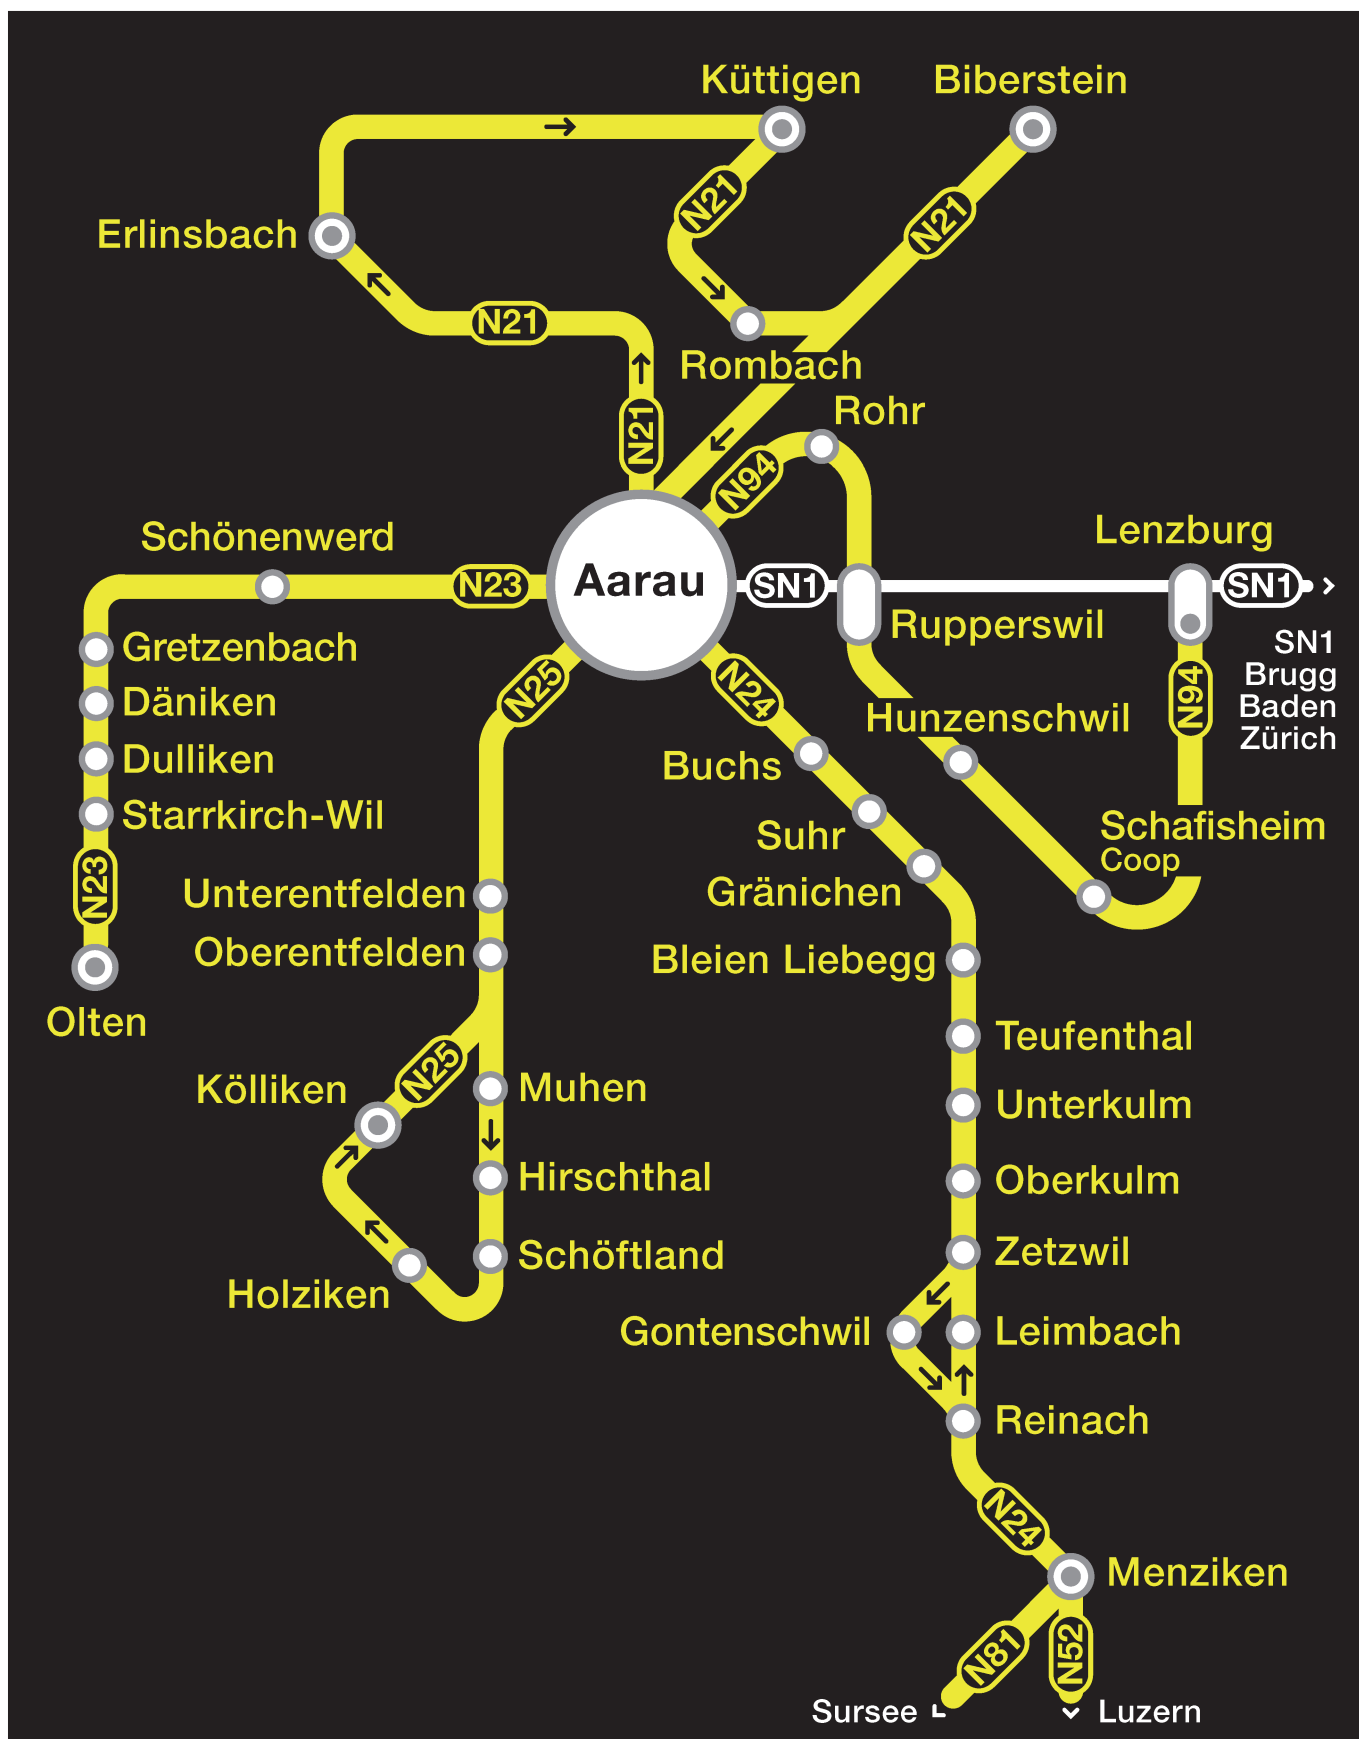 Küttigen
Biberstein
N21
N21
Erlinsbach
N21
Rombach
Rohr
N21
N94
Schönenwerd
Lenzburg
N23
Aarau
SN1
SN1
Rupperswil
SN1
Brugg
Baden
Zürich
Gretzenbach
N25
N24
N94
Däniken
Hunzenschwil
Dulliken
Buchs
Starrkirch-Wil
Suhr
Schafisheim
Coop
N23
Unterentfelden
Gränichen
Oberentfelden
Bleien Liebegg
Olten
Teufenthal
N25
Kölliken
Muhen
Unterkulm
Hirschthal
Oberkulm
Schöftland
Zetzwil
Holziken
Gontenschwil
Leimbach
Reinach
N24
Menziken
N81
N52
Sursee
Luzern